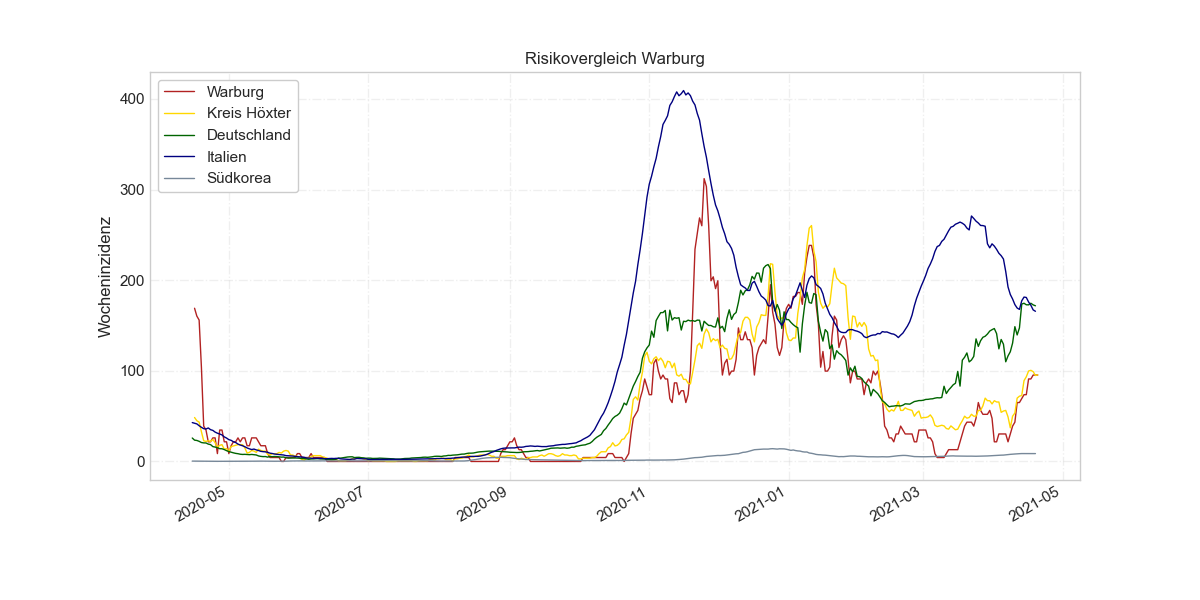 Risikovergleich Warburg
Warburg
Kreis Höxter
Deutschland
Italien
Südkorea
Wocheninzidenz
400
300
200
100
0
2020-05
2020-07
2020-09
2020-11
2021-01
2021-03
2021-05